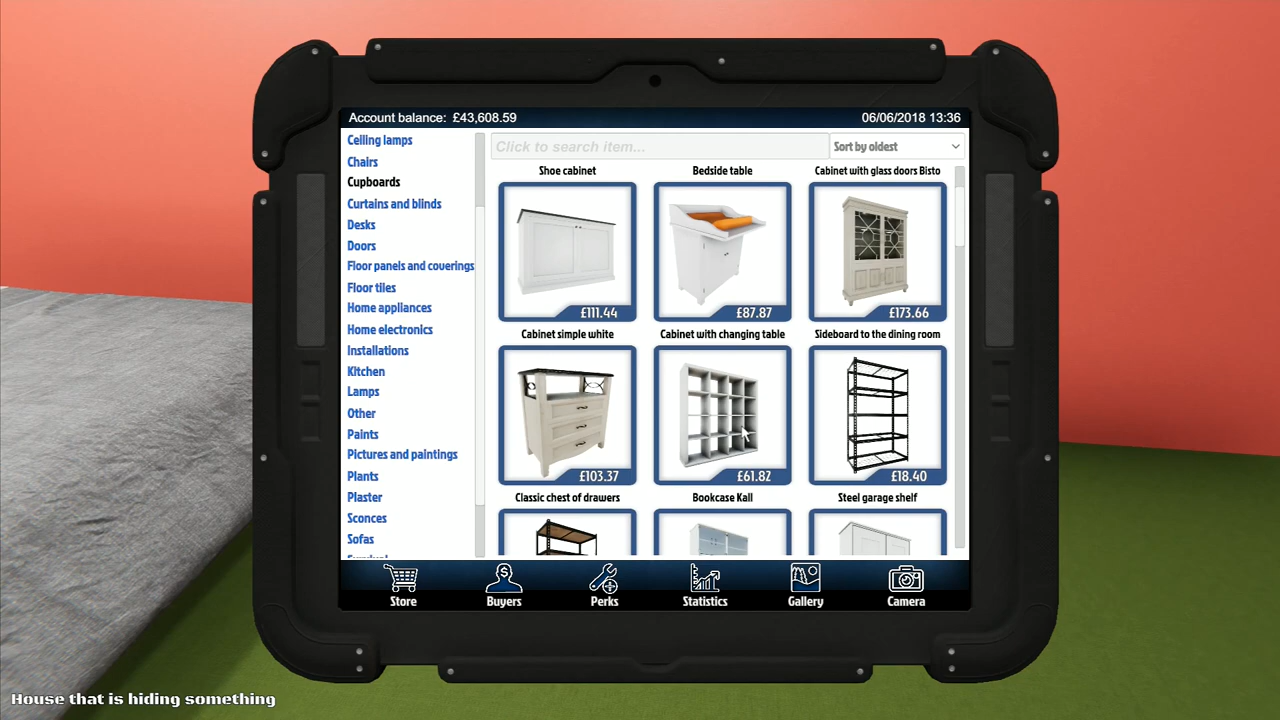 Account balance: £43,608.59
06/06/2018 13:36
Ceiling lamps
Chairs
Cupboards
Curtains and blinds
Desks
Doors
Floor panels and coverings
Floor tiles
Home appliances
Home electronics
Installations
Kitchen
Lamps
Other
Paints
Pictures and paintings
Plants
Plaster
Sconces
Sofas
Click to search item...
Sort by oldest
Shoe cabinet
Bedside table
Cabinet with glass doors Bisto
£111.44
£87.87
£173.66
Cabinet simple white
Cabinet with changing table
Sideboard to the dining room
£103.37
£61.82
£18.40
Classic chest of drawers
Bookcase Kall
Steel garage shelf
Store
Buyers
Perks
Statistics
Gallery
Camera
House that is hiding something